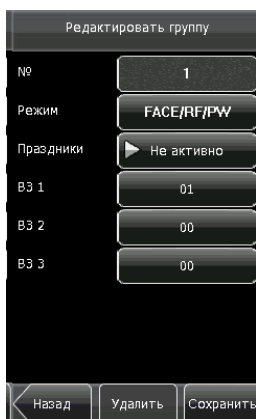 Редактировать группу
№ 1
Режим FACE/RF/PW
Праздники Не активно
ВЗ 1 01
ВЗ 2 00
ВЗ 3 00
Назад Удалить Сохранить